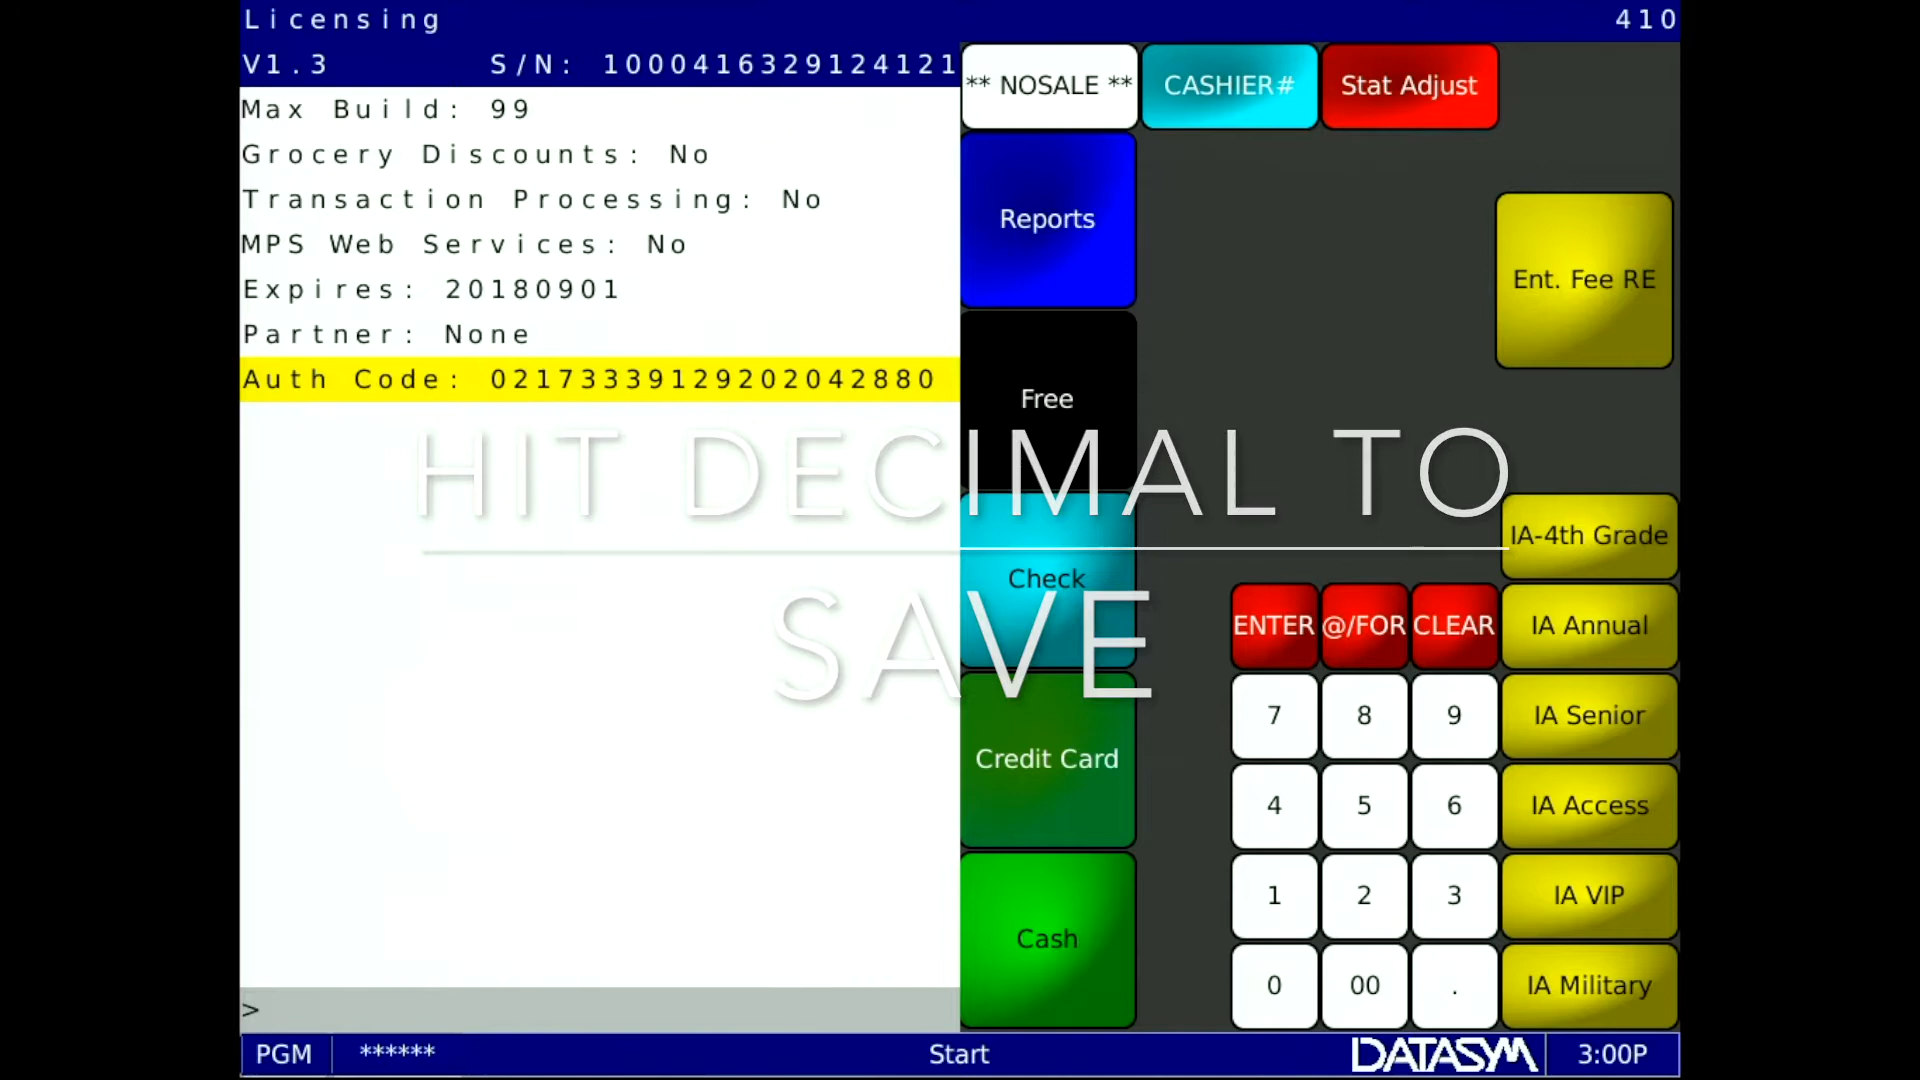 Licensing 410
V1.3 S/N: 1000416329124121
Max Build: 99
Grocery Discounts: No
Transaction Processing: No
MPS Web Services: No
Expires: 20180901
Partner: None
Auth Code: 02173339129202042880
** NOSALE ** CASHIER# Stat Adjust
Reports
Ent. Fee RE
Free
HIT DECIMAL TO
SAVE
Check
IA-4th Grade
ENTER @/FOR CLEAR IA Annual
7 8 9 IA Senior
Credit Card
4 5 6 IA Access
1 2 3 IA VIP
Cash
0 00 . IA Military
>
PGM ****** Start DATASYM 3:00P